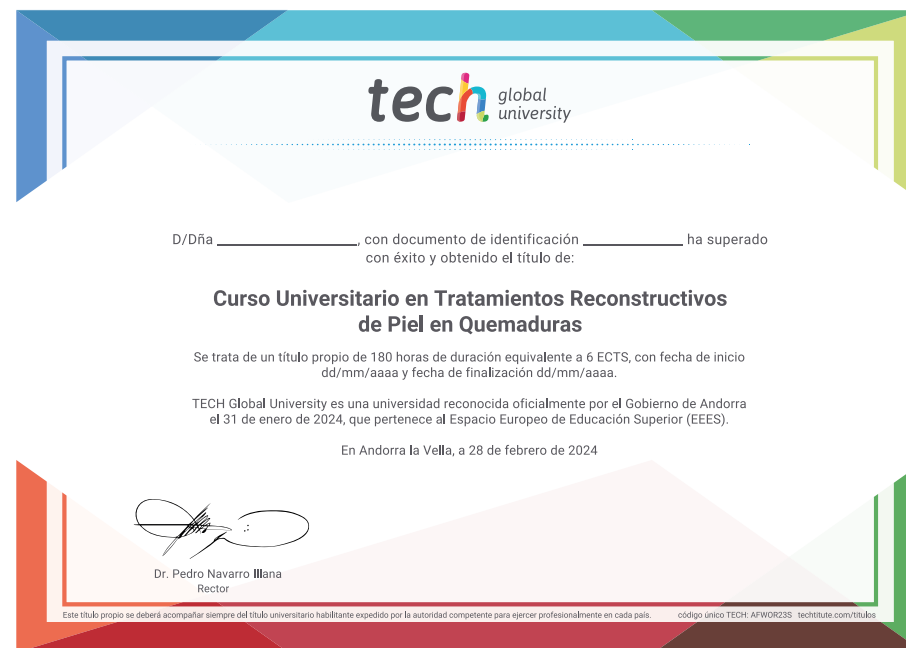 tech global university
D/Dña ____________, con documento de identificación ____________ ha superado
con éxito y obtenido el título de:
Curso Universitario en Tratamientos Reconstructivos
de Piel en Quemaduras
Se trata de un título propio de 180 horas de duración equivalente a 6 ECTS, con fecha de inicio
dd/mm/aaaa y fecha de finalización dd/mm/aaaa.
TECH Global University es una universidad reconocida oficialmente por el Gobierno de Andorra
el 31 de enero de 2024, que pertenece al Espacio Europeo de Educación Superior (EEES).
En Andorra la Vella, a 28 de febrero de 2024
Dr. Pedro Navarro Illana
Rector
Este título propio se deberá acompañar siempre del título universitario habilitante expedido por la autoridad competente para ejercer profesionalmente en cada país. código único TECH: AFWOR23S techtitute.com/titulos